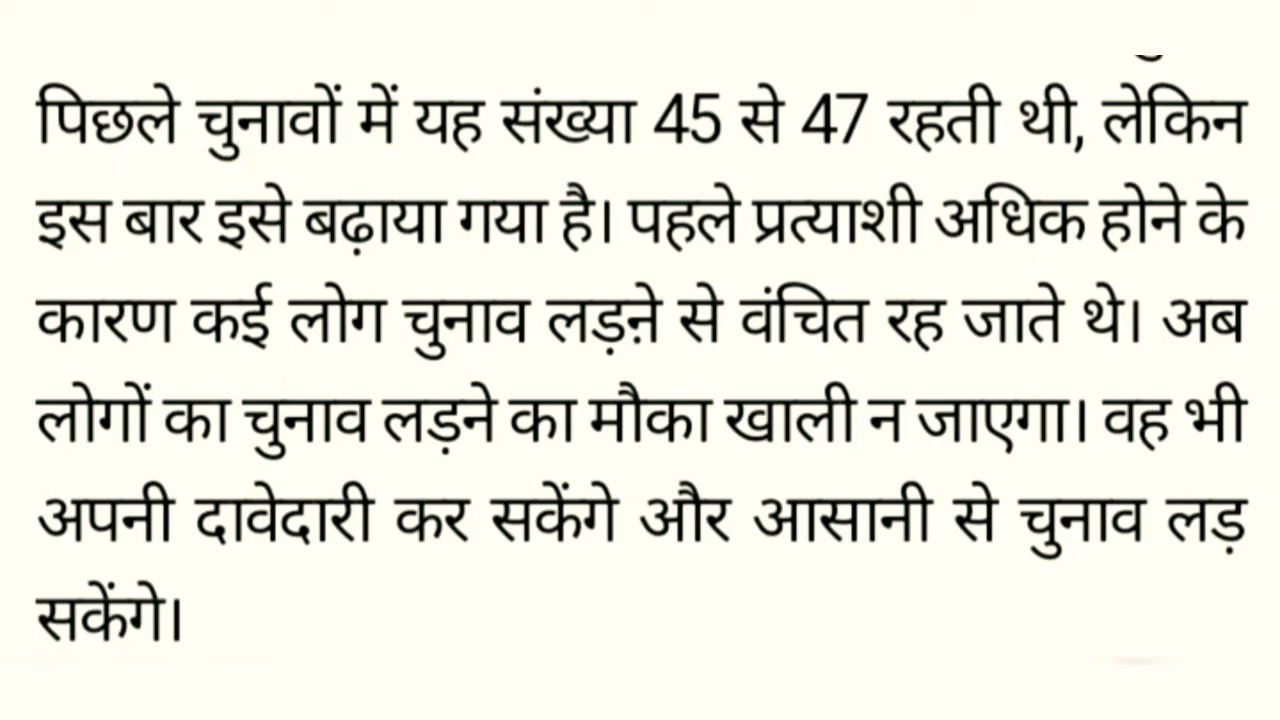 पिछले चुनावों में यह संख्या 45 से 47 रहती थी, लेकिन
इस बार इसे बढ़ाया गया है। पहले प्रत्याशी अधिक होने के
कारण कई लोग चुनाव लड़ऩे से वंचित रह जाते थे। अब
लोगों का चुनाव लड़ने का मौका खाली न जाएगा। वह भी
अपनी दावेदारी कर सकेंगे और आसानी से चुनाव लड़
सकेंगे।